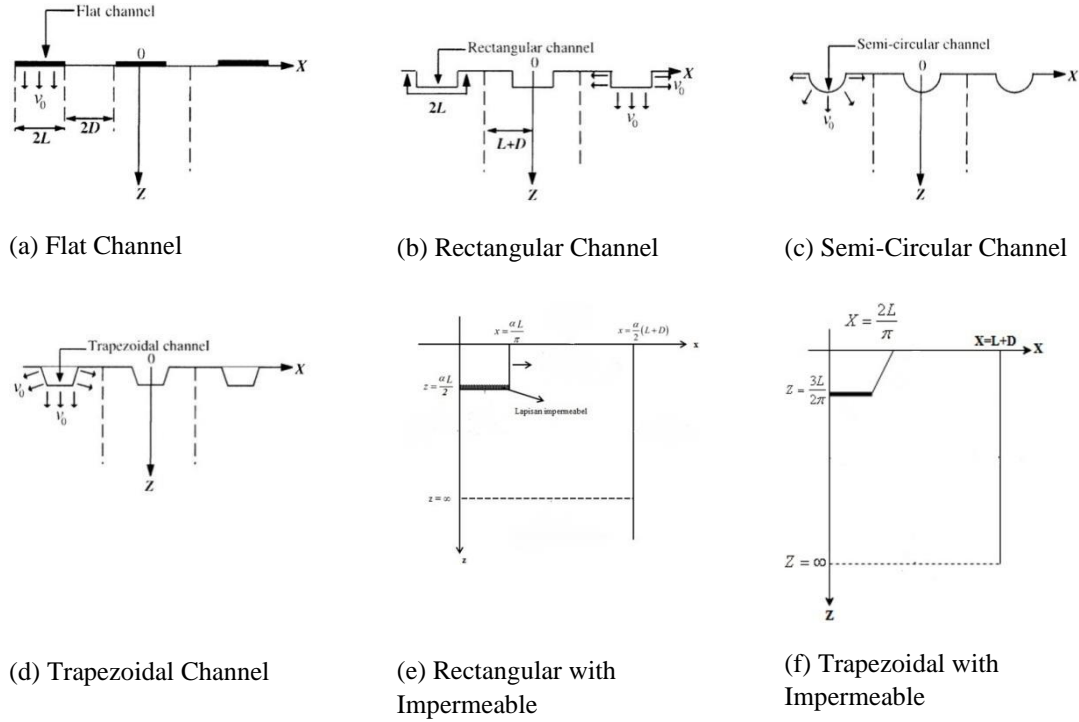 Flat channel
0
X
v₀
2L
2D
Z
(a) Flat Channel
Rectangular channel
0
X
v₀
2L
v₀
L+D
Z
(b) Rectangular Channel
Semi-circular channel
0
X
v₀
Z
(c) Semi-Circular Channel
Trapezoidal channel
0
X
v₀
v₀
Z
(d) Trapezoidal Channel
x = αL/π
x = α/2 (L+D)
x
z = αL/2
Lapisan impermeabel
z = ∞
z
(e) Rectangular with
Impermeable
X = 2L/π
X=L+D
X
Z = 3L/2π
Z = ∞
Z
(f) Trapezoidal with
Impermeable